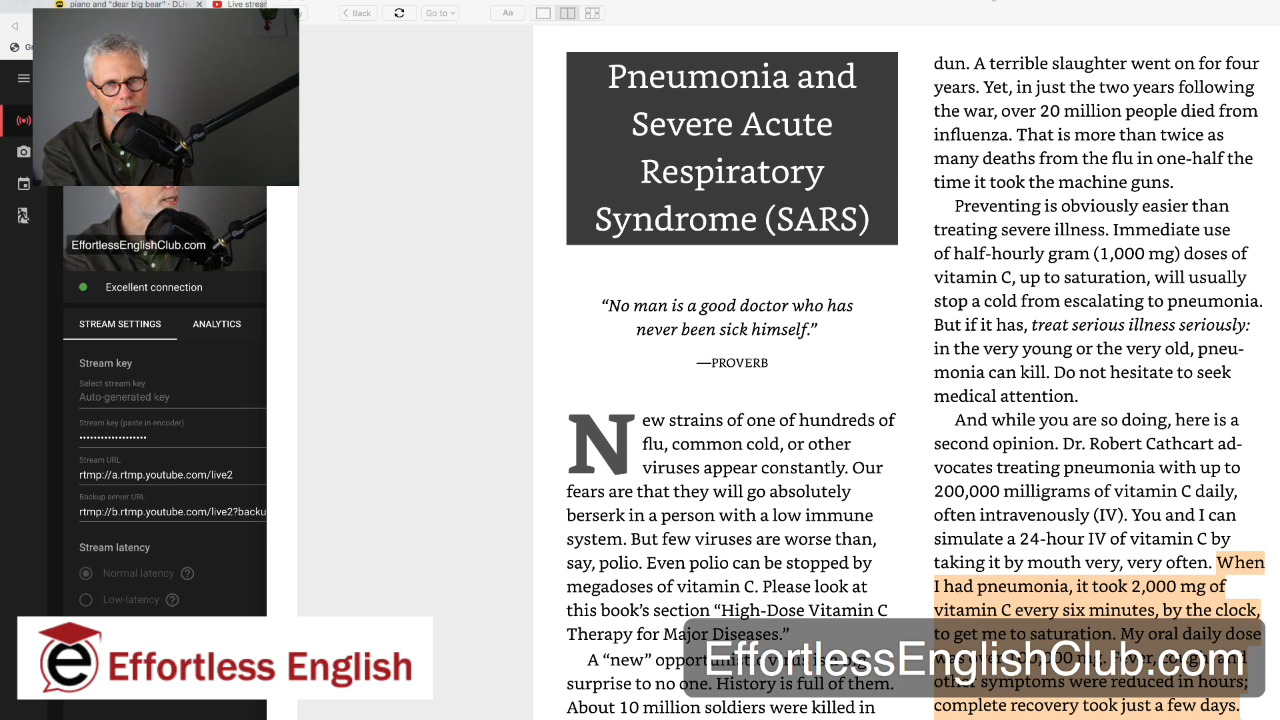 piano and "dear big bear" - DLiv
Live stream
Back
Go to
Aa
EffortlessEnglishClub.com
Excellent connection
STREAM SETTINGS
ANALYTICS
Stream key
Select stream key
Auto-generated key
Stream key (paste in encoder)
••••••••••••••••••
Stream URL
rtmp://a.rtmp.youtube.com/live2
Backup server URL
rtmp://b.rtmp.youtube.com/live2?backu
Stream latency
Normal latency
Low-latency
e Effortless English
Pneumonia and
Severe Acute
Respiratory
Syndrome (SARS)
“No man is a good doctor who has
never been sick himself.”
—PROVERB
New strains of one of hundreds of
flu, common cold, or other
viruses appear constantly. Our
fears are that they will go absolutely
berserk in a person with a low immune
system. But few viruses are worse than,
say, polio. Even polio can be stopped by
megadoses of vitamin C. Please look at
this book’s section “High-Dose Vitamin C
Therapy for Major Diseases.”
A “new” opportunistic virus is
surprise to no one. History is full of them.
About 10 million soldiers were killed in
dun. A terrible slaughter went on for four
years. Yet, in just the two years following
the war, over 20 million people died from
influenza. That is more than twice as
many deaths from the flu in one-half the
time it took the machine guns.
Preventing is obviously easier than
treating severe illness. Immediate use
of half-hourly gram (1,000 mg) doses of
vitamin C, up to saturation, will usually
stop a cold from escalating to pneumonia.
But if it has, treat serious illness seriously:
in the very young or the very old, pneu-
monia can kill. Do not hesitate to seek
medical attention.
And while you are so doing, here is a
second opinion. Dr. Robert Cathcart ad-
vocates treating pneumonia with up to
200,000 milligrams of vitamin C daily,
often intravenously (IV). You and I can
simulate a 24-hour IV of vitamin C by
taking it by mouth very, very often. When
I had pneumonia, it took 2,000 mg of
vitamin C every six minutes, by the clock,
to get me to saturation. My oral daily dose
was over mg. Fever, cough and
other symptoms were reduced in hours;
complete recovery took just a few days.
EffortlessEnglishClub.com